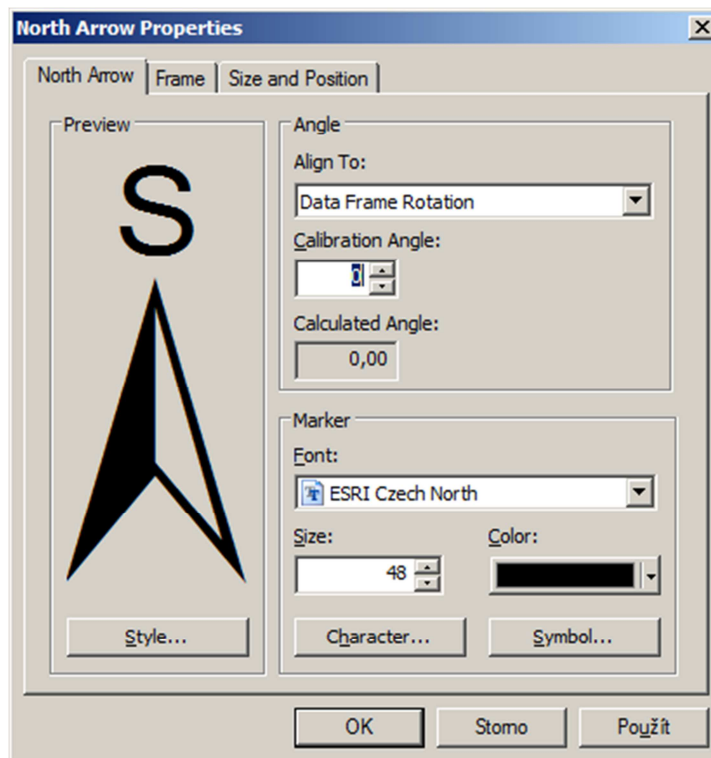 North Arrow Properties
North Arrow
Frame
Size and Position
Preview
S
Style...
Angle
Align To:
Data Frame Rotation
Calibration Angle:
0
Calculated Angle:
0,00
Marker
Font:
ESRI Czech North
Size:
Color:
48
Character...
Symbol...
OK
Storno
Použít